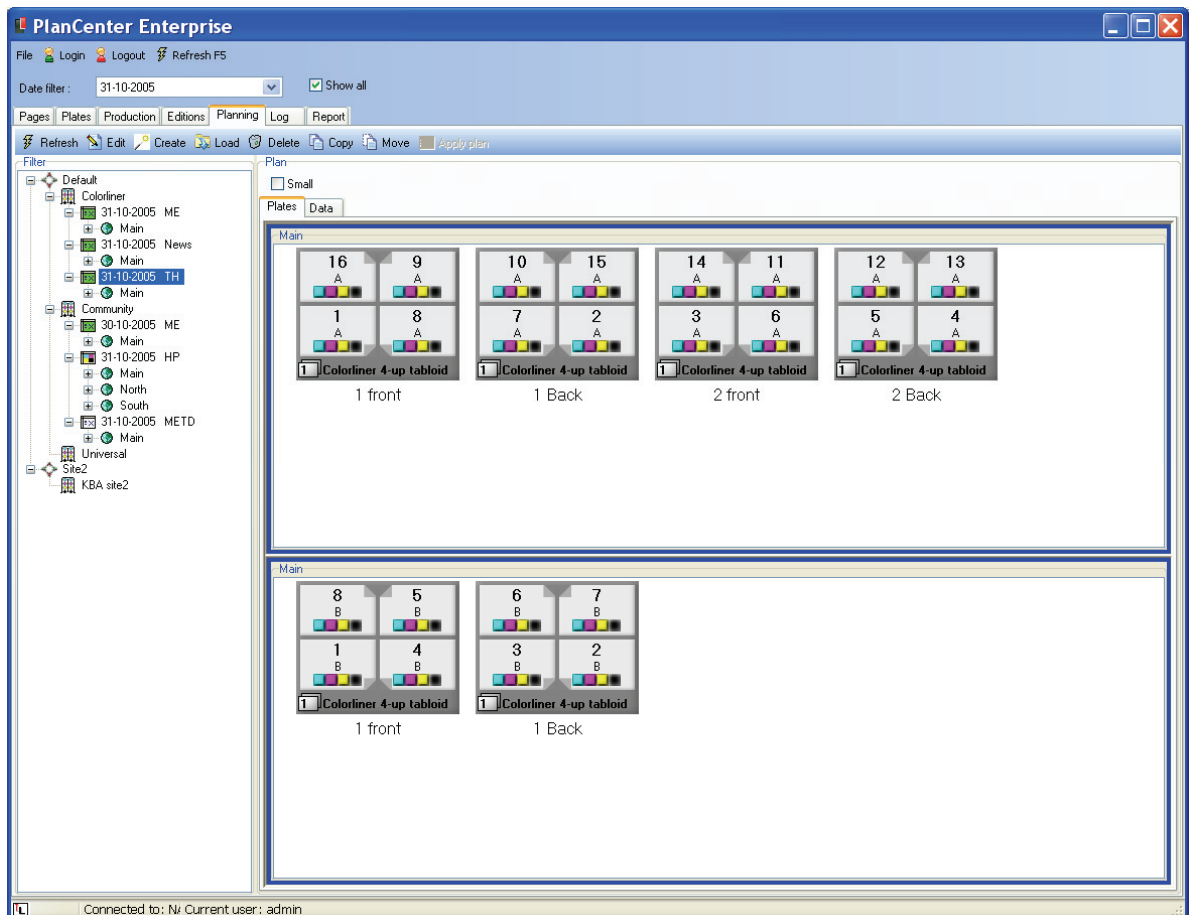 PlanCenter Enterprise
File Login Logout Refresh F5
Date filter : 31-10-2005 Show all
Pages Plates Production Editions Planning Log Report
Refresh Edit Create Load Delete Copy Move Apply plan
Filter
Default
Colorliner
31-10-2005 ME
Main
31-10-2005 News
Main
31-10-2005 TH
Main
Community
30-10-2005 ME
Main
31-10-2005 HP
Main
North
South
31-10-2005 METD
Main
Universal
Site2
KBA site2
Plan
Small
Plates Data
Main
16 9 10 15 14 11 12 13
A A A A A A A A
1 8 7 2 3 6 5 4
A A A A A A A A
1 Colorliner 4-up tabloid 1 Colorliner 4-up tabloid 1 Colorliner 4-up tabloid 1 Colorliner 4-up tabloid
1 front 1 Back 2 front 2 Back
Main
8 5 6 7
B B B B
1 4 3 2
B B B B
1 Colorliner 4-up tabloid 1 Colorliner 4-up tabloid
1 front 1 Back
Connected to: Current user: admin